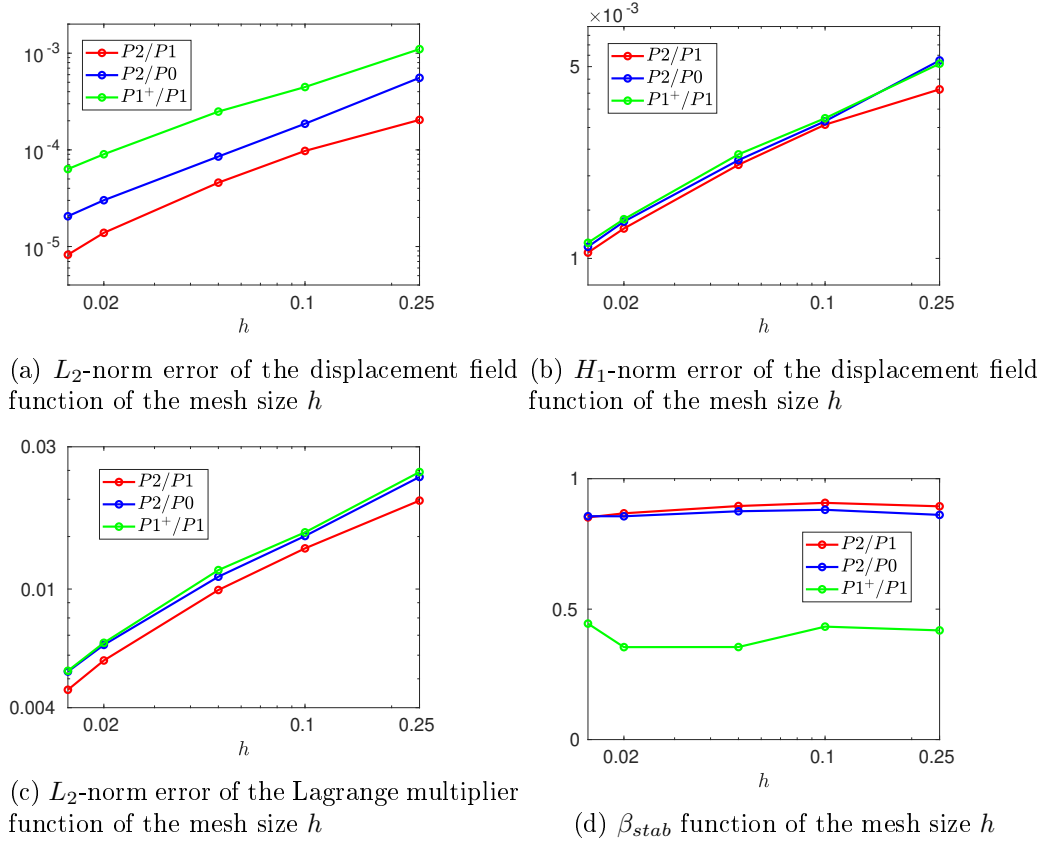 10^{-3}
10^{-4}
10^{-5}
P2/P1
P2/P0
P1^+/P1
0.02 0.1 0.25
h
×10^{-3}
5
1
P2/P1
P2/P0
P1^+/P1
0.02 0.1 0.25
h
(a) L_2-norm error of the displacement field
function of the mesh size h
(b) H_1-norm error of the displacement field
function of the mesh size h
0.03
0.01
0.004
P2/P1
P2/P0
P1^+/P1
0.02 0.1 0.25
h
(c) L_2-norm error of the Lagrange multiplier
function of the mesh size h
1
0.5
0
P2/P1
P2/P0
P1^+/P1
0.02 0.1 0.25
h
(d) β_{stab} function of the mesh size h